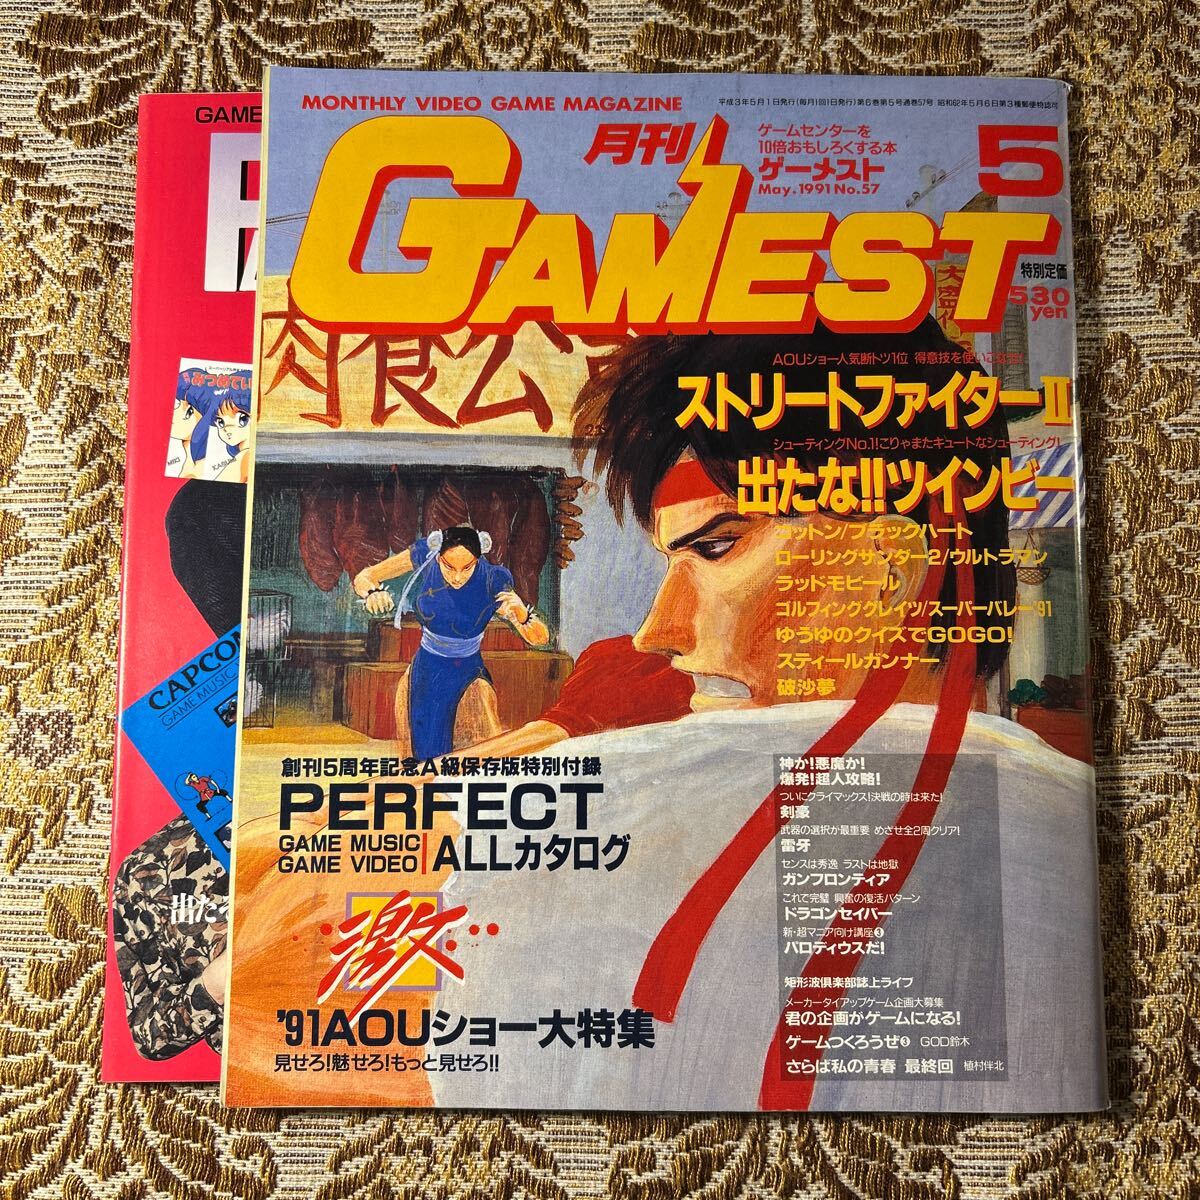 MONTHLY VIDEO GAME MAGAZINE
平成3年5月1日発行(毎月1回1日発行)第6巻第5号通巻57号 昭和62年5月6日第3種郵便物認可
月刊
GAMEST
ゲームセンターを
10倍おもしろくする本
ゲーメスト
May.1991 No.57
5
特別定価
530
yen
肉食公
AOUショー人気断トツ1位 得意技を使いこなせ!
ストリートファイターII
シューティングNo.1!こりゃまたキュートなシューティング!
出たな!!ツインビー
コットン/ブラックハート
ローリングサンダー2/ウルトラマン
ラッドモビール
ゴルフィンググレイツ/スーパーバレー'91
ゆうゆのクイズでGOGO!
スティールガンナー
破沙夢
創刊5周年記念A級保存版特別付録
PERFECT
GAME MUSIC
GAME VIDEO
ALLカタログ
激
'91AOUショー大特集
見せろ!魅せろ!もっと見せろ!!
神か!悪魔か!
爆発!超人攻略!
ついにクライマックス!決戦の時は来た!
剣豪
武器の選択が最重要 めざせ全2周クリア!
雷牙
センスは秀逸 ラストは地獄
ガンフロンティア
これで完璧 興奮の復活パターン
ドラゴンセイバー
新・超マニア向け講座3
パロディウスだ!
矩形波倶楽部誌上ライブ
メーカータイアップゲーム企画大募集
君の企画がゲームになる!
ゲームつくろうぜ3 GOD鈴木
さらば私の青春 最終回 植村伴北
GAME
MIKI
KASUMI
CAPCOM
GAME MUSIC
出た